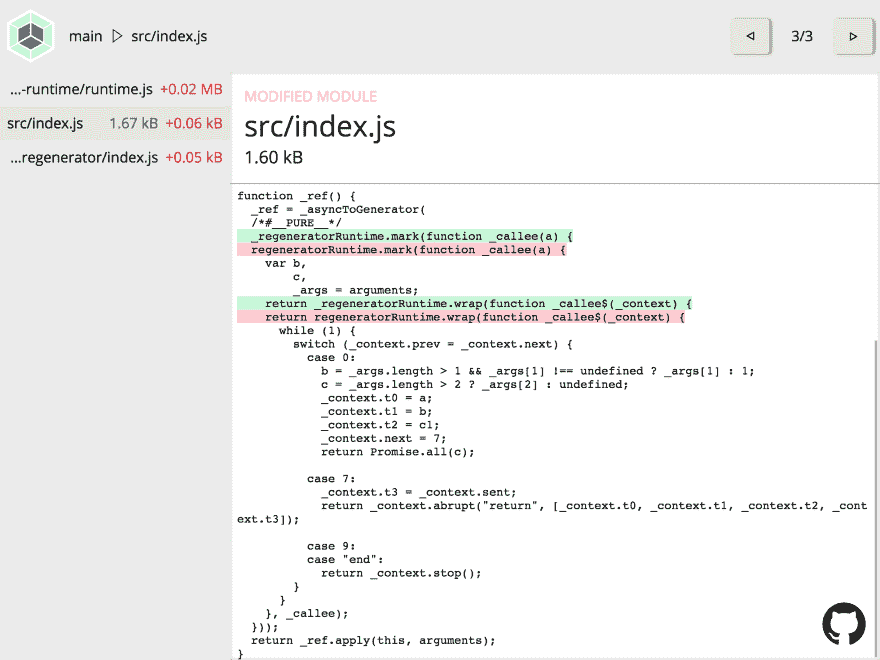 main ▷ src/index.js
3/3
...-runtime/runtime.js +0.02 MB
src/index.js 1.67 kB +0.06 kB
...regenerator/index.js +0.05 kB
MODIFIED MODULE
src/index.js
1.60 kB
function _ref() {
  _ref = _asyncToGenerator(
  /*#__PURE__*/
  _regeneratorRuntime.mark(function _callee(a) {
  regeneratorRuntime.mark(function _callee(a) {
    var b,
        c,
        _args = arguments;
    return _regeneratorRuntime.wrap(function _callee$(_context) {
    return regeneratorRuntime.wrap(function _callee$(_context) {
      while (1) {
        switch (_context.prev = _context.next) {
          case 0:
            b = _args.length > 1 && _args[1] !== undefined ? _args[1] : 1;
            c = _args.length > 2 ? _args[2] : undefined;
            _context.t0 = a;
            _context.t1 = b;
            _context.t2 = c1;
            _context.next = 7;
            return Promise.all(c);
          case 7:
            _context.t3 = _context.sent;
            return _context.abrupt("return", [_context.t0, _context.t1, _context.t2, _cont
ext.t3]);
          case 9:
          case "end":
            return _context.stop();
        }
      }
    }, _callee);
  }));
  return _ref.apply(this, arguments);
}